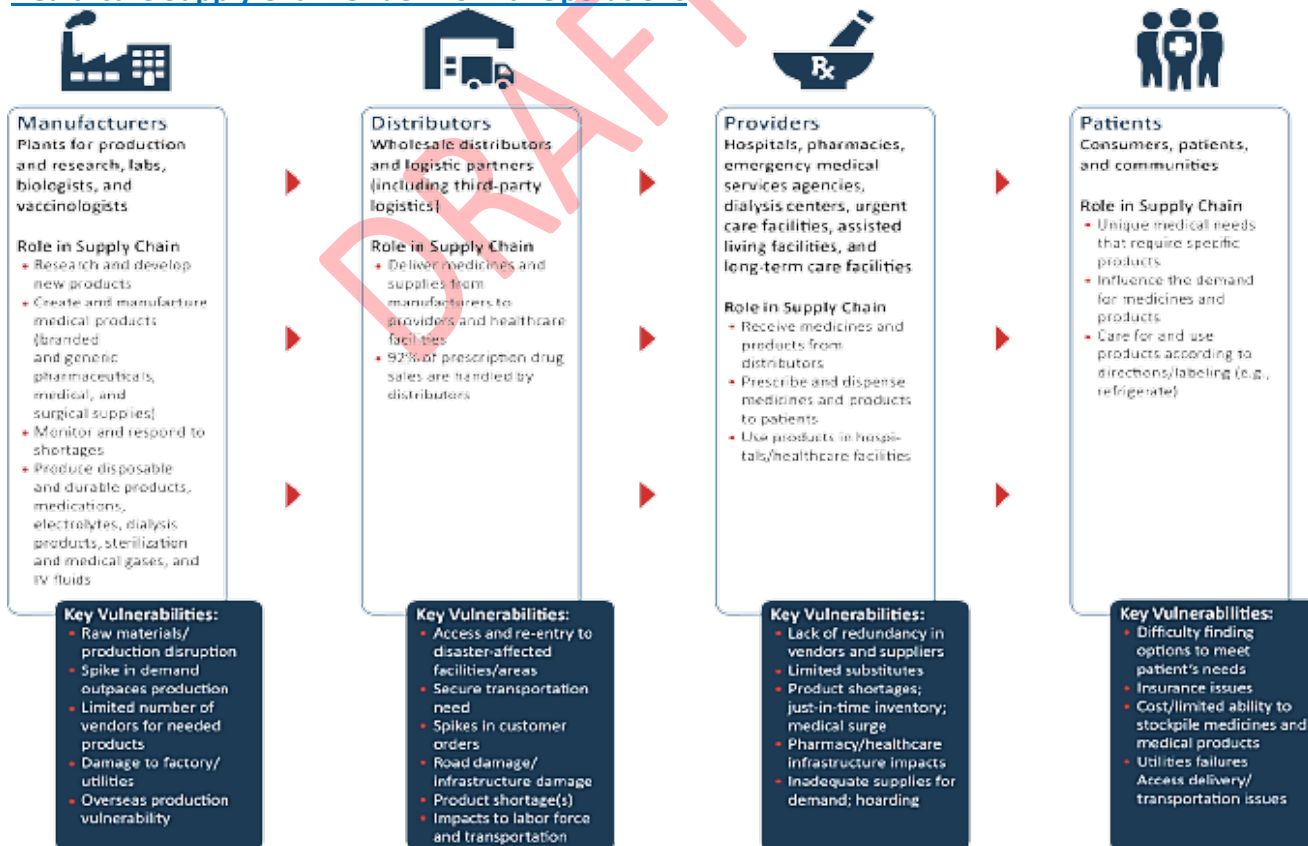 Healthcare Supply Chain
DRAFT
Rx
Manufacturers
Plants for production
and research, labs,
biologists, and
vaccinologists
Role in Supply Chain
• Research and develop
new products
• Create and manufacture
medical products
(branded
and generic
pharmaceuticals,
medical, and
surgical supplies)
• Monitor and respond to
shortages
• Produce disposable
and durable products,
medications,
electrolytes, dialysis
products, sterilization
and medical gases, and
IV fluids
Key Vulnerabilities:
• Raw materials/
production disruption
• Spike in demand
outpaces production
• Limited number of
vendors for needed
products
• Damage to factory/
utilities
• Overseas production
vulnerability
Distributors
Wholesale distributors
and logistic partners
(including third-party
logistics)
Role in Supply Chain
• Deliver medicines and
supplies from
manufacturers to
providers and healthcare
facilities
• 92% of prescription drug
sales are handled by
distributors
Key Vulnerabilities:
• Access and re-entry to
disaster-affected
facilities/areas
• Secure transportation
need
• Spikes in customer
orders
• Road damage/
infrastructure damage
• Product shortage(s)
• Impacts to labor force
and transportation
Providers
Hospitals, pharmacies,
emergency medical
services agencies,
dialysis centers, urgent
care facilities, assisted
living facilities, and
long-term care facilities
Role in Supply Chain
• Receive medicines and
products from
distributors
• Prescribe and dispense
medicines and products
to patients
• Use products in hospi-
tals/healthcare facilities
Key Vulnerabilities:
• Lack of redundancy in
vendors and suppliers
• Limited substitutes
• Product shortages;
just-in-time inventory;
medical surge
• Pharmacy/healthcare
infrastructure impacts
• Inadequate supplies for
demand; hoarding
Patients
Consumers, patients,
and communities
Role in Supply Chain
• Unique medical needs
that require specific
products
• Influence the demand
for medicines and
products
• Care for and use
products according to
directions/labeling (e.g.,
refrigerate)
Key Vulnerabilities:
• Difficulty finding
options to meet
patient's needs
• Insurance issues
• Cost/limited ability to
stockpile medicines and
medical products
• Utilities failures
Access delivery/
transportation issues